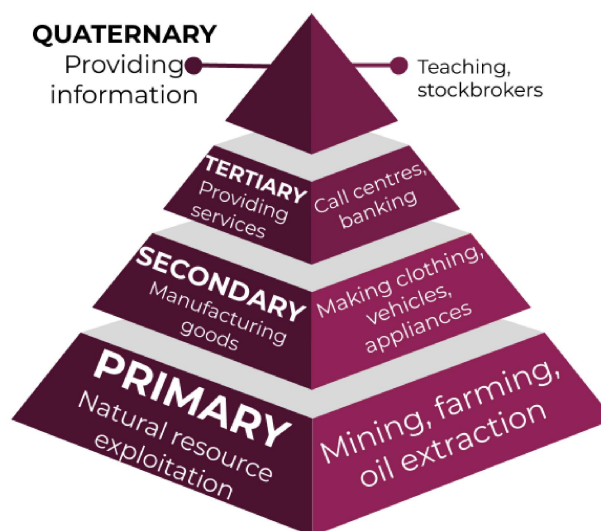 QUATERNARY
Providing
information
Teaching,
stockbrokers
TERTIARY
Providing
services
Call centres,
banking
SECONDARY
Manufacturing
goods
Making clothing,
vehicles,
appliances
PRIMARY
Natural resource
exploitation
Mining, farming,
oil extraction